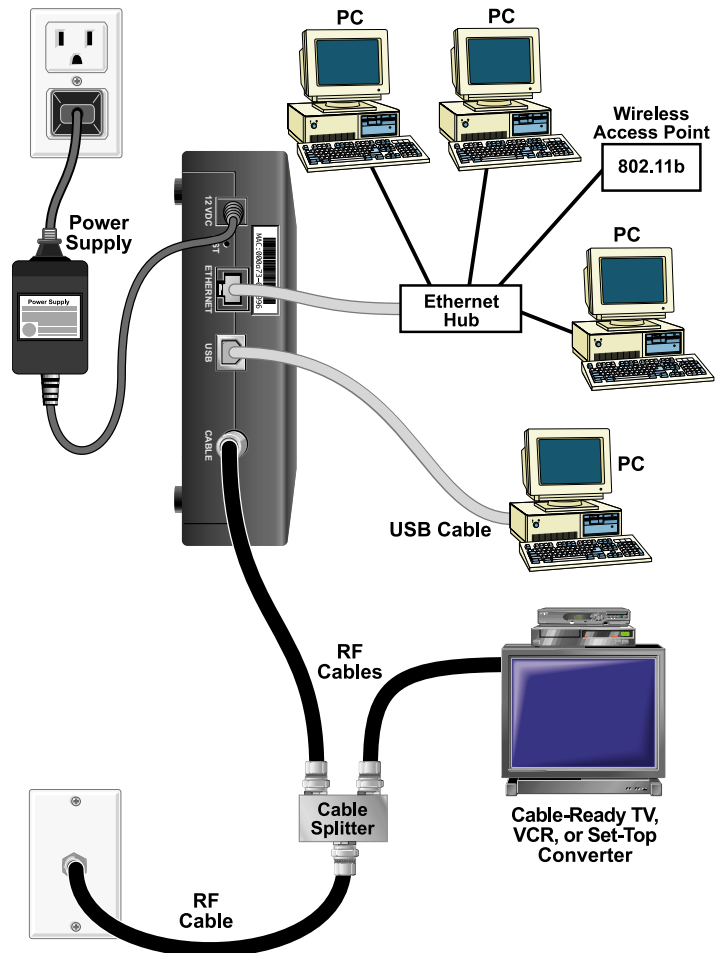 PC
PC
Wireless
Access Point
802.11b
12 VDC
Power
Supply
PC
ETHERNET
Power Supply
Ethernet
Hub
USB
CABLE
PC
USB Cable
RF
Cables
Cable
Splitter
Cable-Ready TV,
VCR, or Set-Top
Converter
RF
Cable